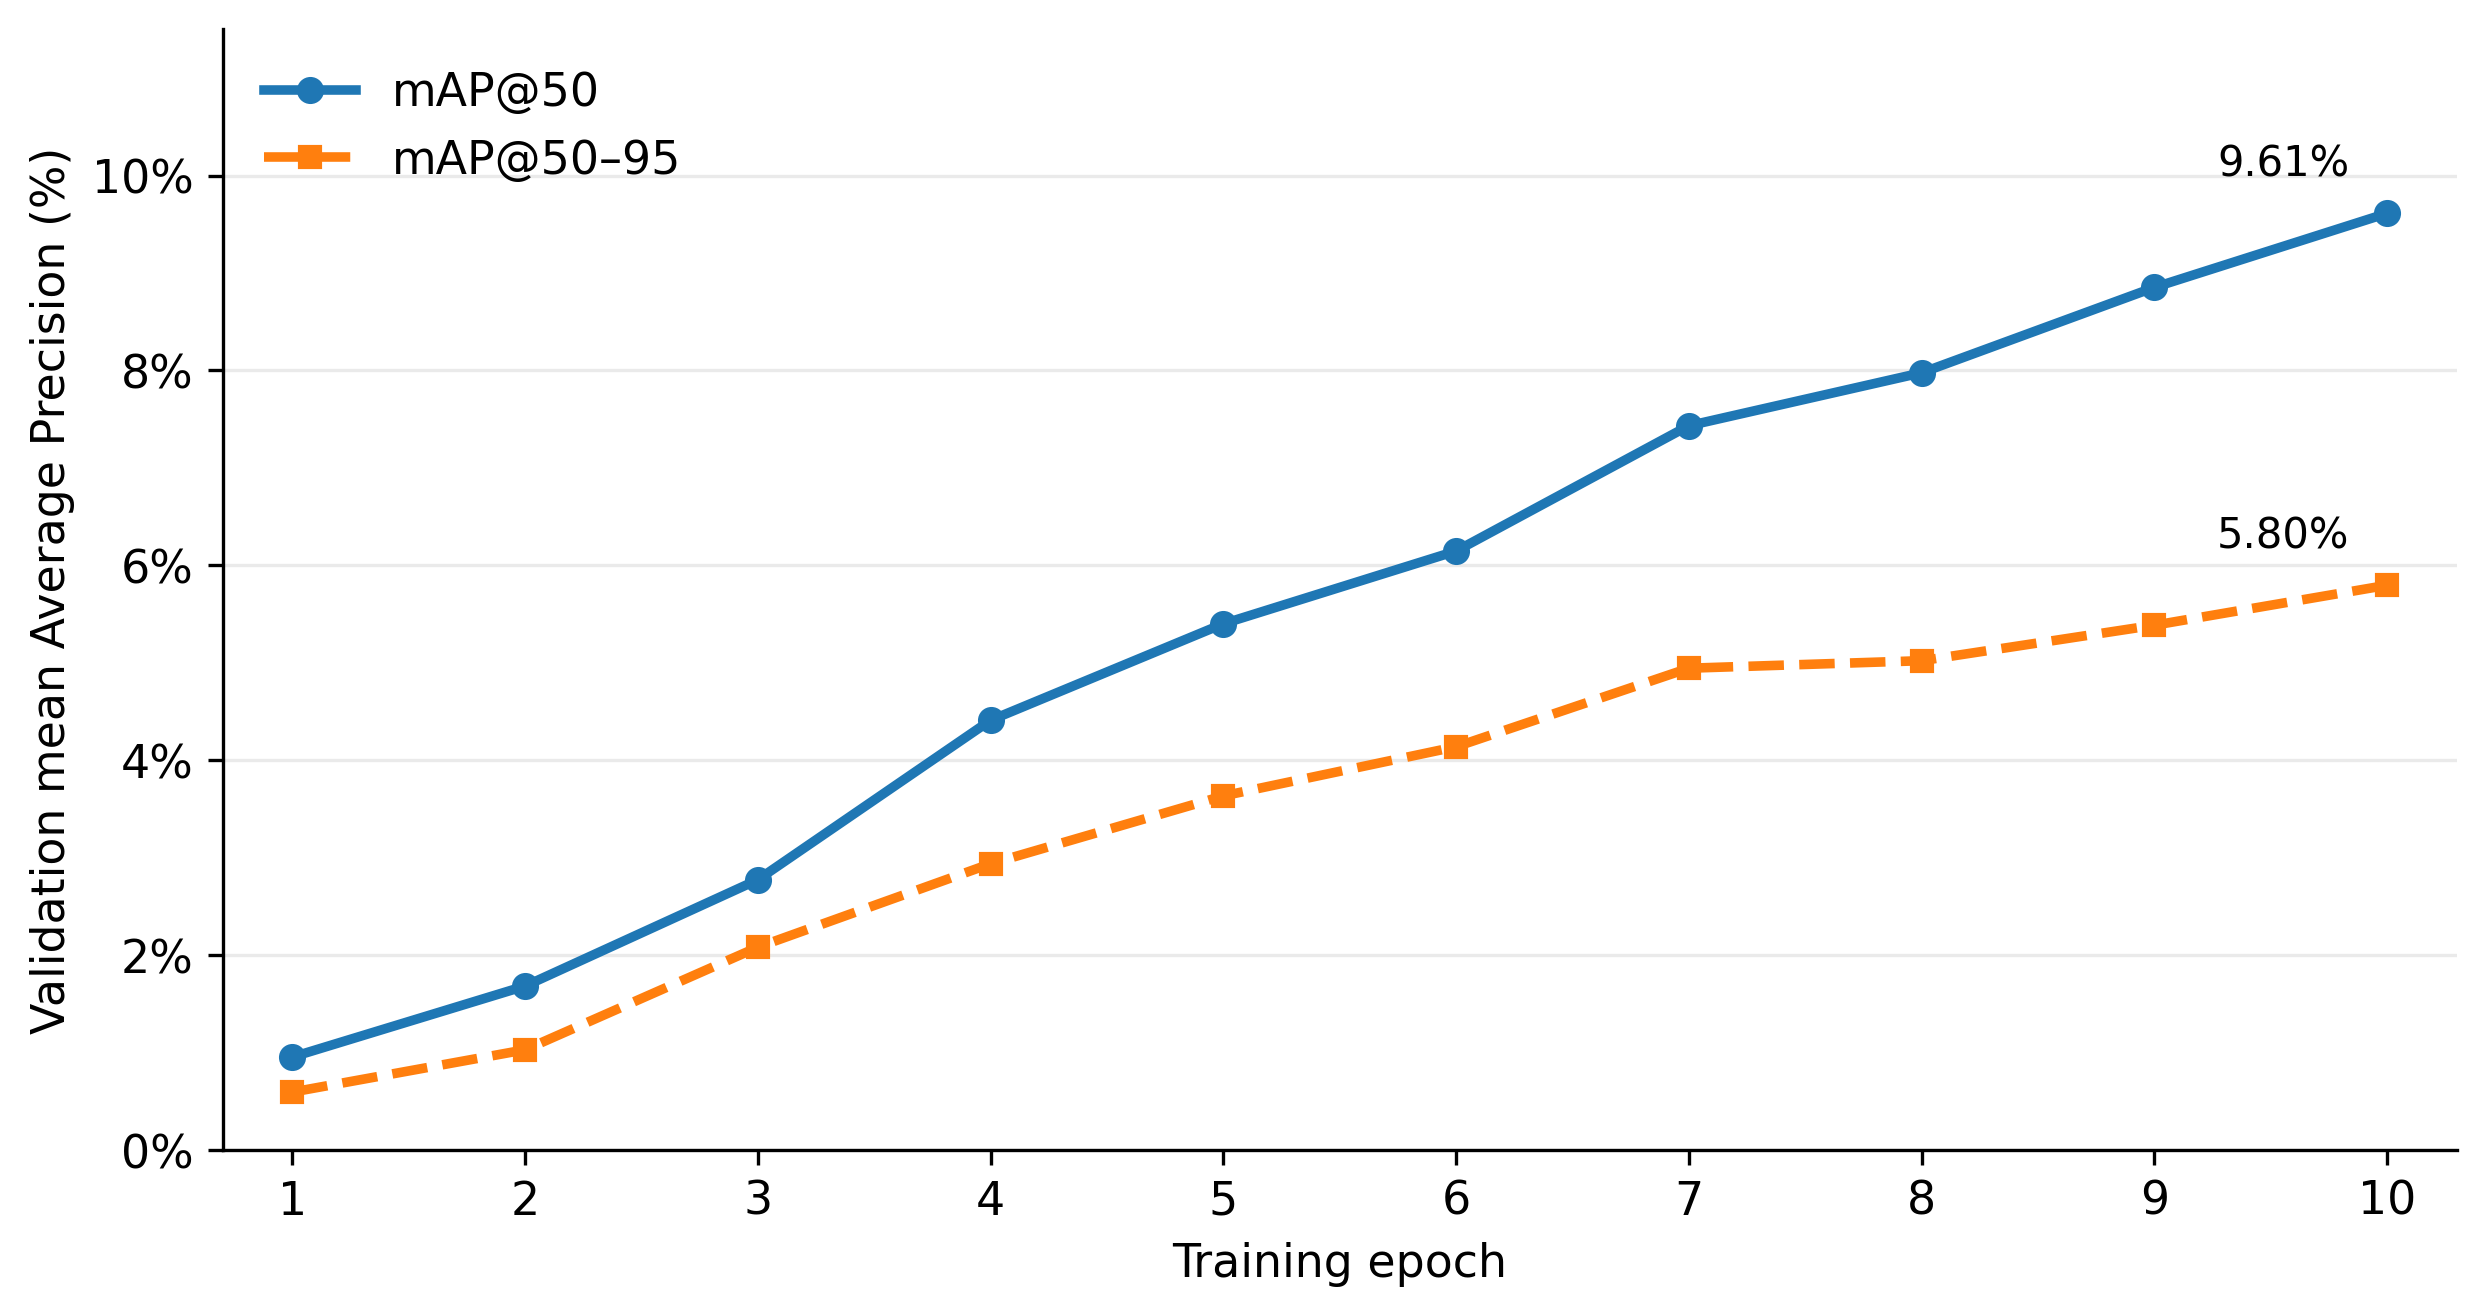 mAP@50
mAP@50–95
Validation mean Average Precision (%)
10%
8%
6%
4%
2%
0%
9.61%
5.80%
1 2 3 4 5 6 7 8 9 10
Training epoch